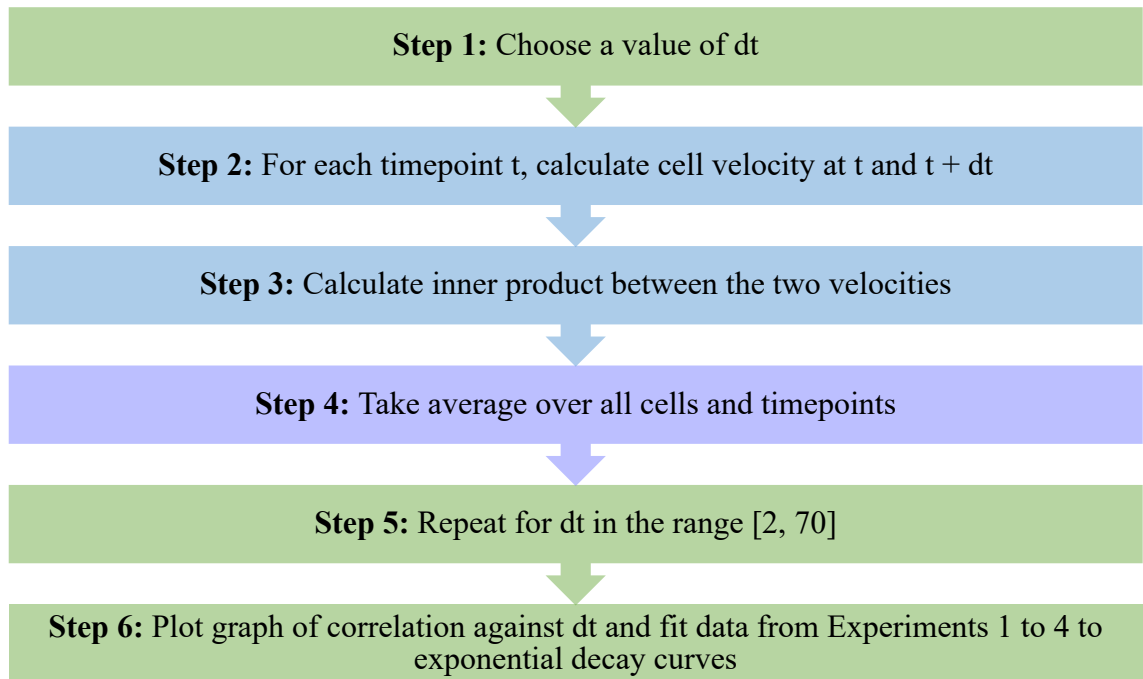 Step 1: Choose a value of dt
Step 2: For each timepoint t, calculate cell velocity at t and t + dt
Step 3: Calculate inner product between the two velocities
Step 4: Take average over all cells and timepoints
Step 5: Repeat for dt in the range [2, 70]
Step 6: Plot graph of correlation against dt and fit data from Experiments 1 to 4 to
exponential decay curves